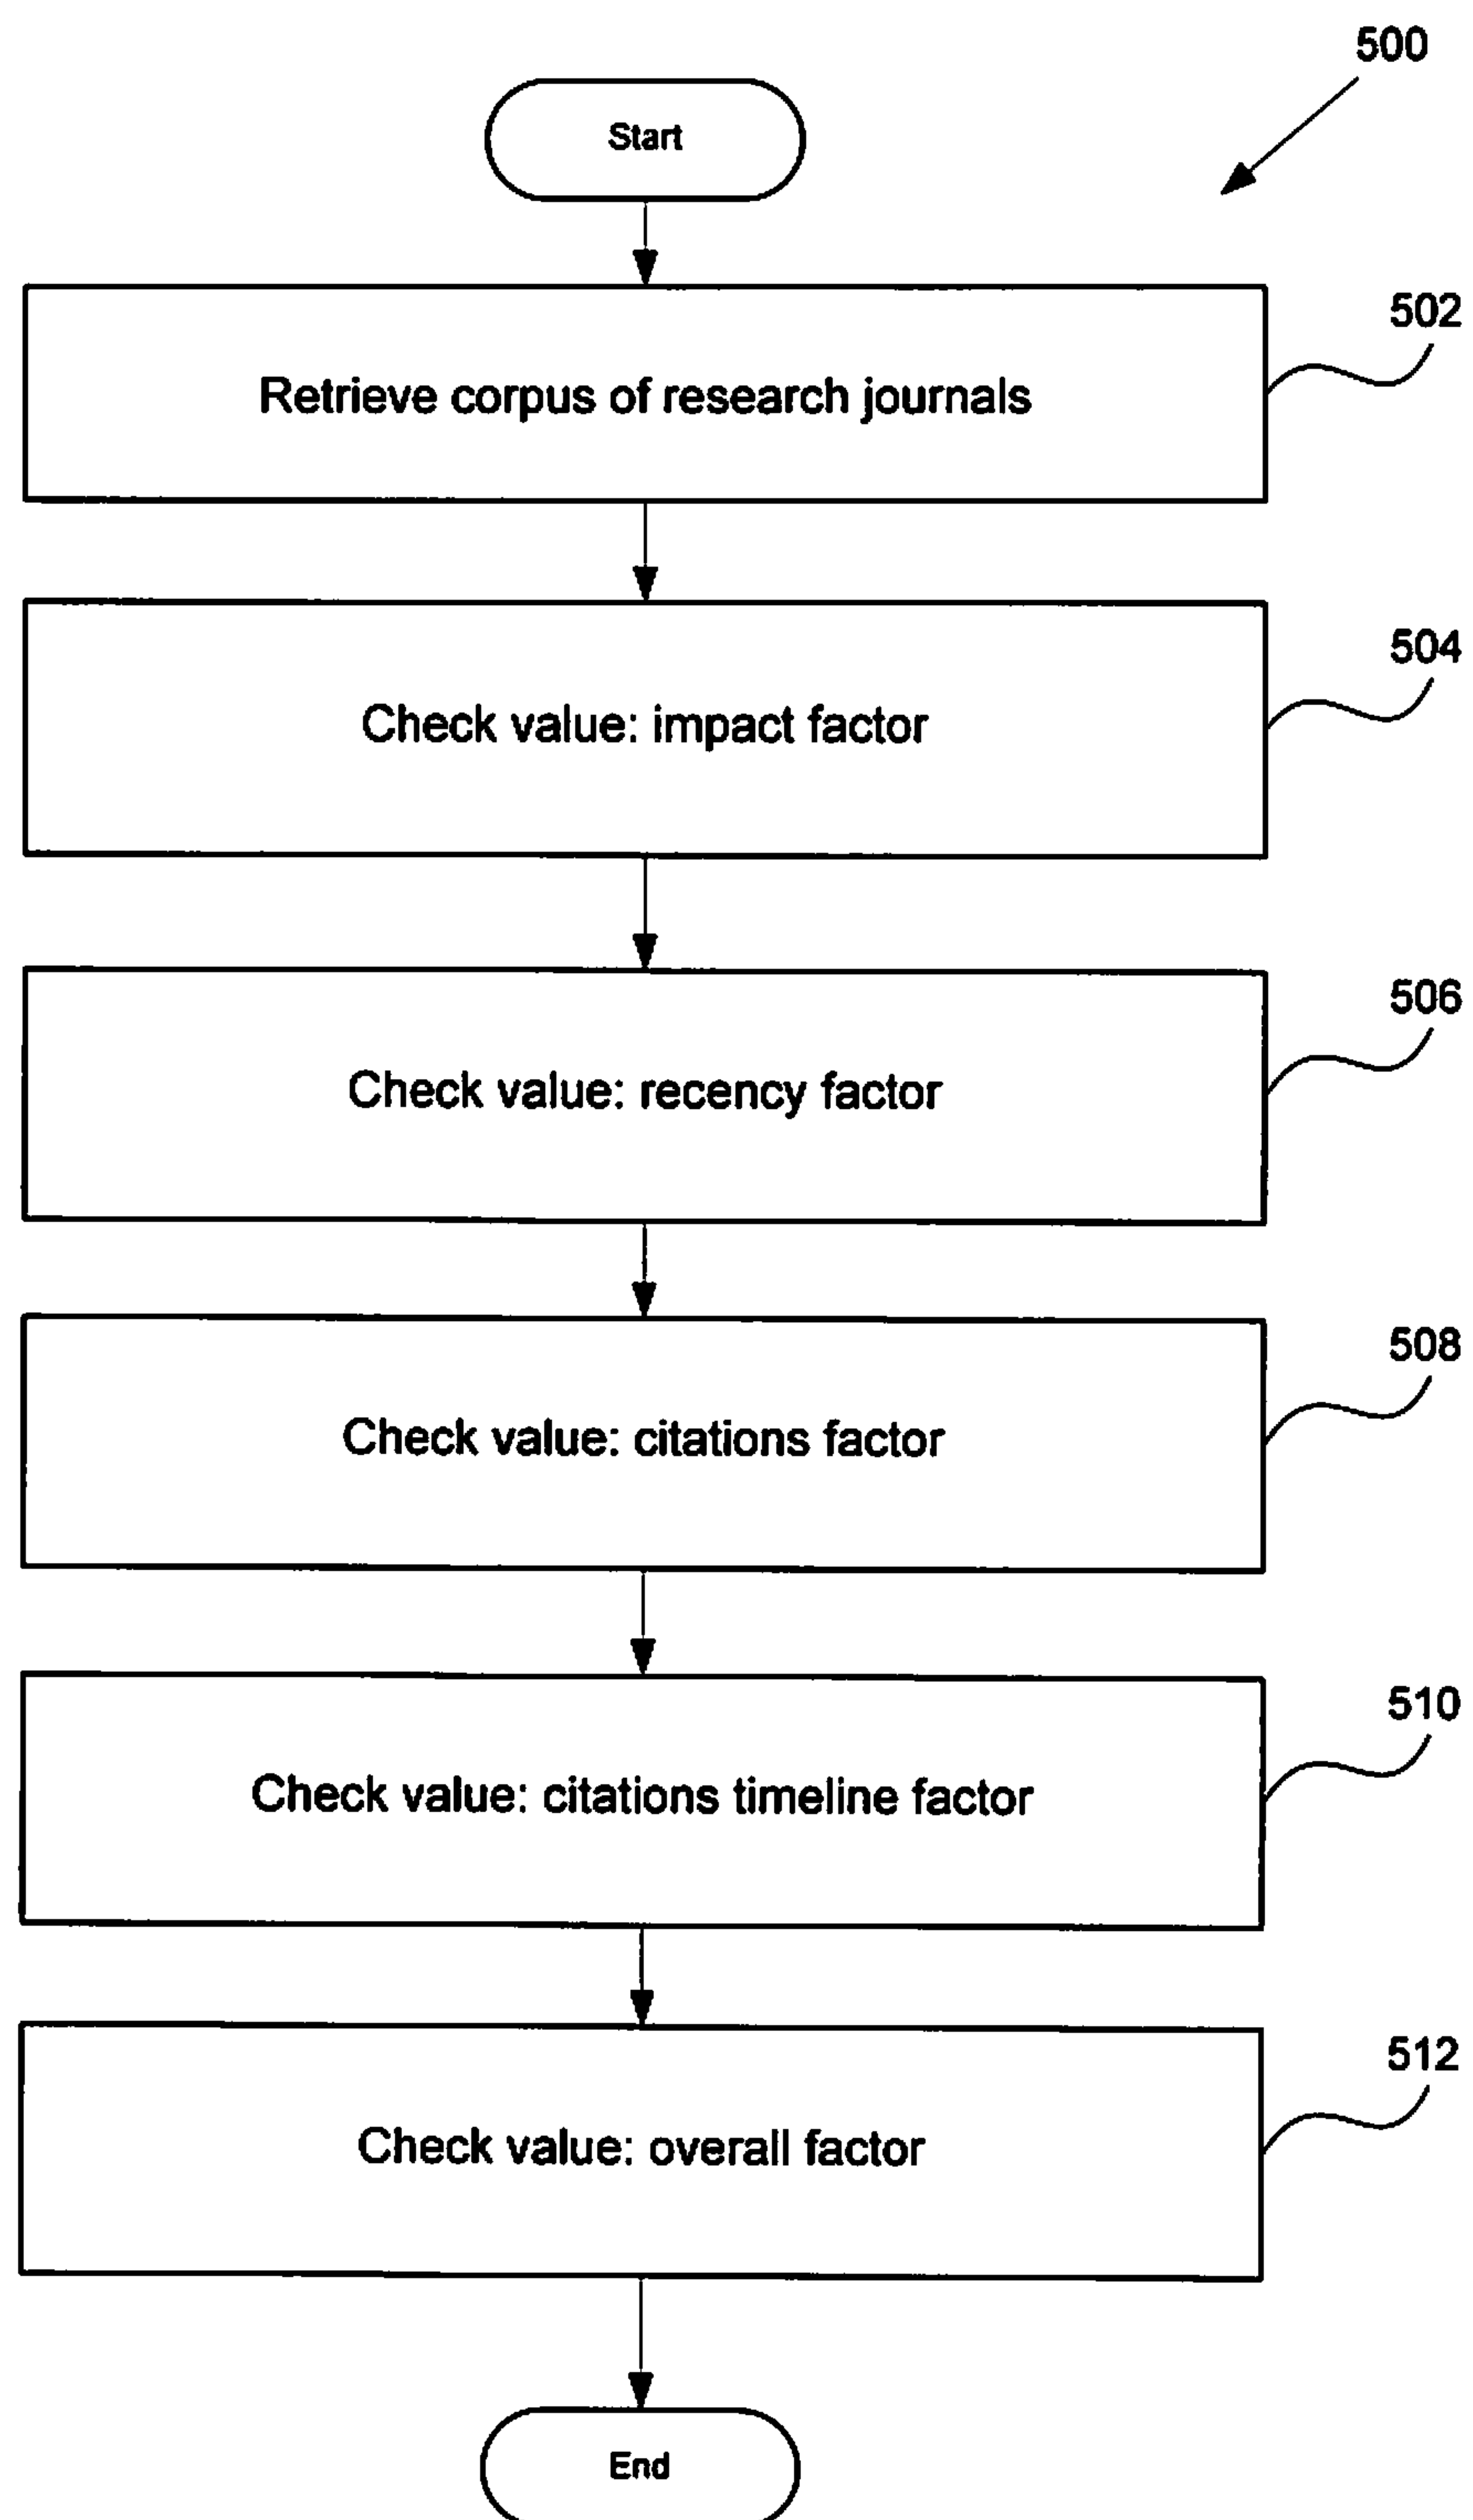 500
Start
502
Retrieve corpus of research journals
504
Check value: impact factor
506
Check value: recency factor
508
Check value: citations factor
510
Check value: citations timeline factor
512
Check value: overall factor
End